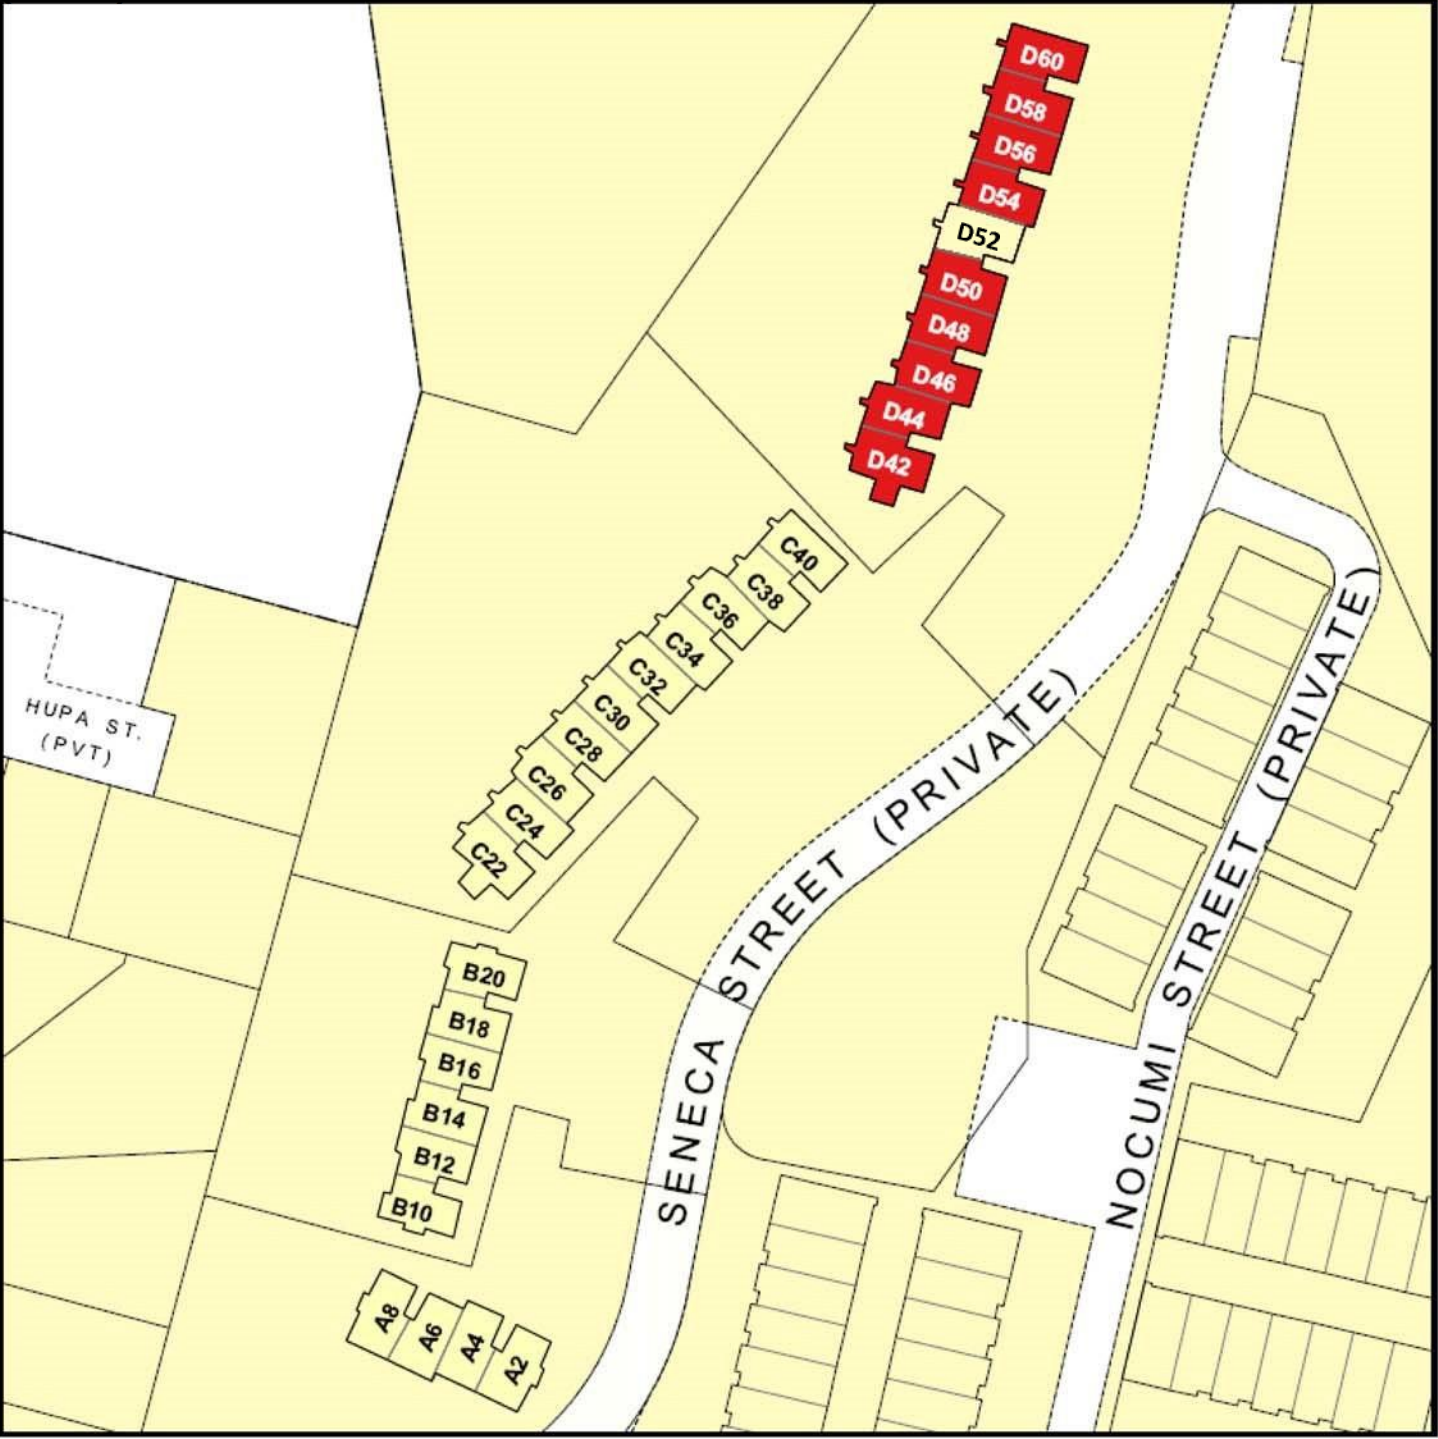 D60
D58
D56
D54
D52
D50
D48
D46
D44
D42
C40
C38
C36
C34
C32
C30
C28
C26
C24
C22
HUPA ST.
(PVT)
B20
B18
B16
B14
B12
B10
A8
A6
A4
A2
SENECA STREET (PRIVATE)
NOCUMI STREET (PRIVATE)